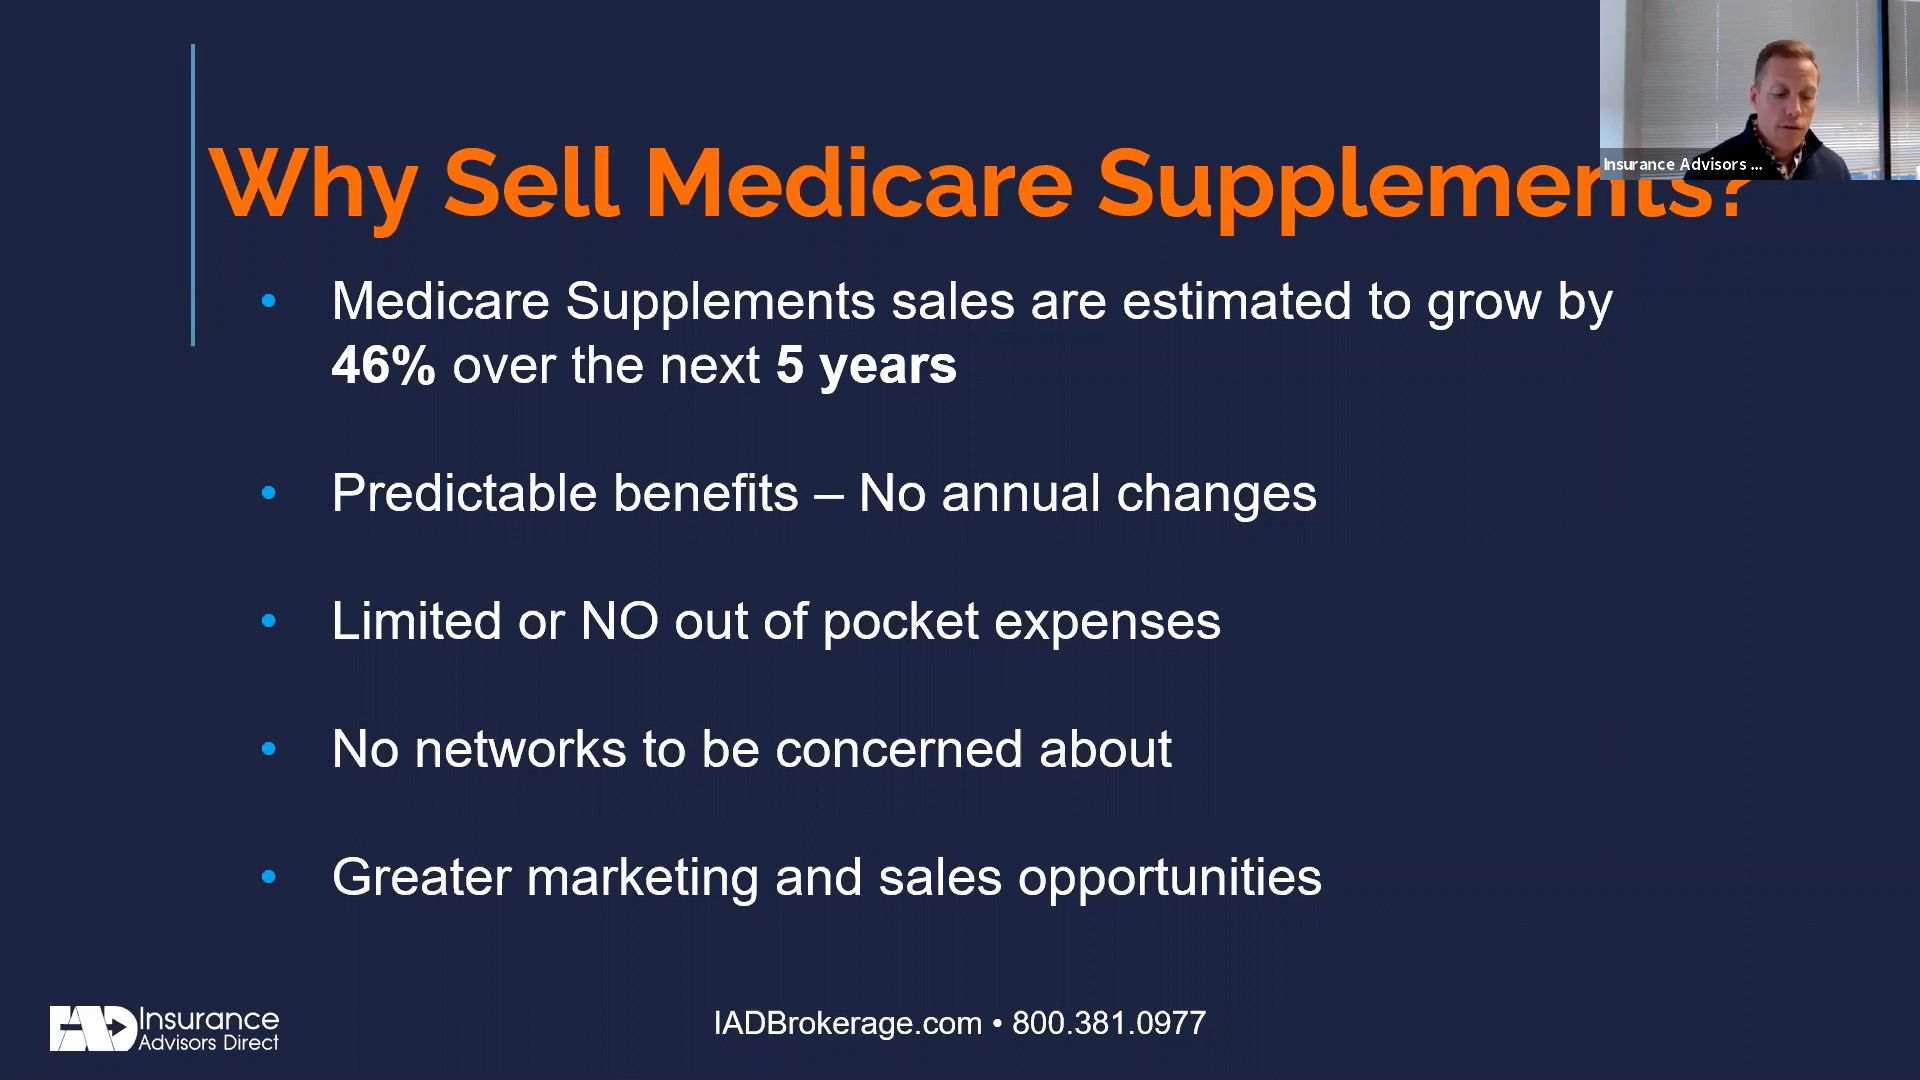 Insurance Advisors ...
Why Sell Medicare Supplements?
• Medicare Supplements sales are estimated to grow by
46% over the next 5 years
• Predictable benefits – No annual changes
• Limited or NO out of pocket expenses
• No networks to be concerned about
• Greater marketing and sales opportunities
IAD Insurance
Advisors Direct
IADBrokerage.com • 800.381.0977